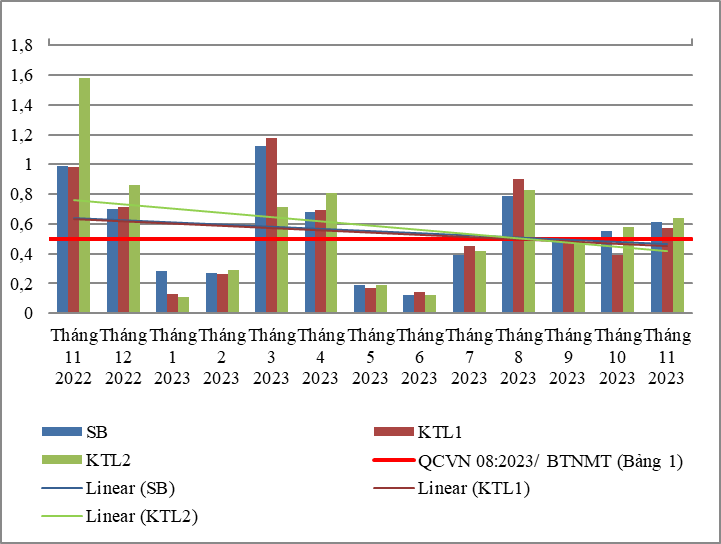 1,8
1,6
1,4
1,2
1
0,8
0,6
0,4
0,2
0
Tháng Tháng Tháng Tháng Tháng Tháng Tháng Tháng Tháng Tháng Tháng Tháng Tháng
11 12 1 2 3 4 5 6 7 8 9 10 11
2022 2022 2023 2023 2023 2023 2023 2023 2023 2023 2023 2023 2023
SB KTL1
KTL2 QCVN 08:2023/ BTNMT (Bảng 1)
Linear (SB) Linear (KTL1)
Linear (KTL2)